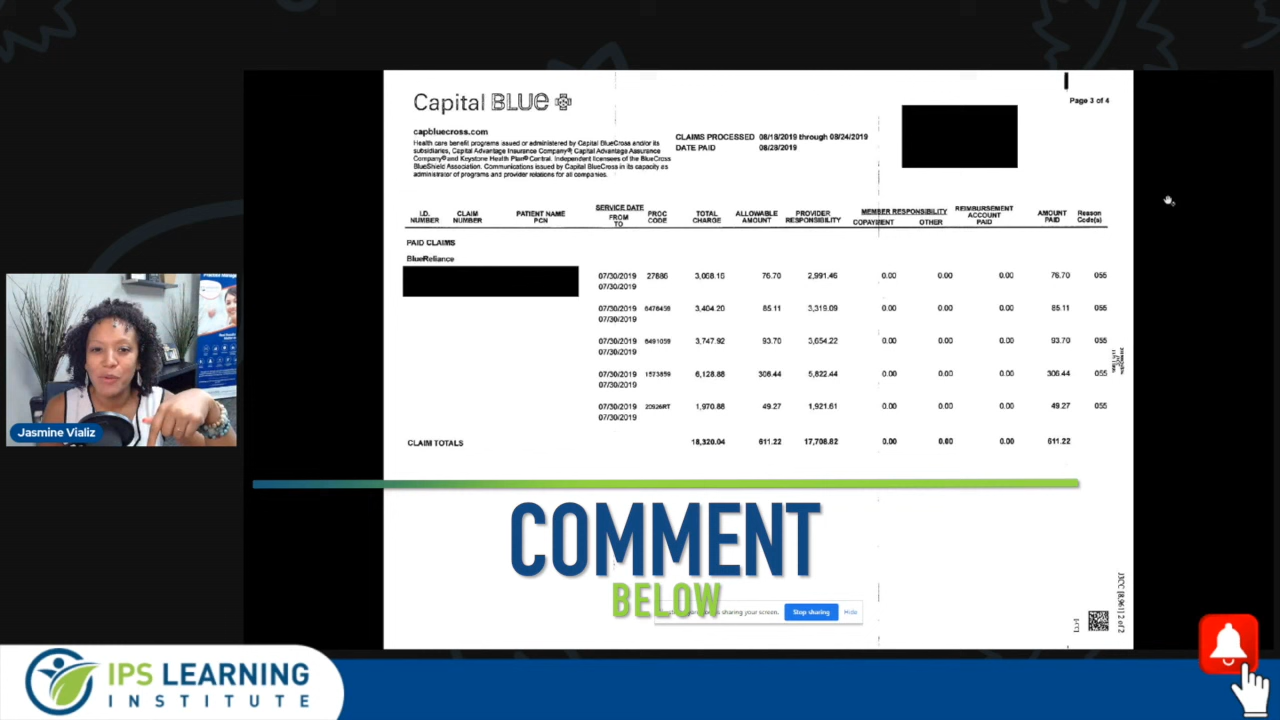 Capital BLUE
Page 3 of 4
capbluecross.com
Health care benefit programs issued or administered by Capital BlueCross and/or its
subsidiaries, Capital Advantage Insurance Company®, Capital Advantage Assurance
Company® and Keystone Health Plan® Central. Independent licensees of the BlueCross
BlueShield Association. Communications issued by Capital BlueCross in its capacity as
administrator of programs and provider relations for all companies.
CLAIMS PROCESSED 08/18/2019 through 08/24/2019
DATE PAID 08/28/2019
I.D. NUMBER CLAIM NUMBER PATIENT NAME PCN SERVICE DATE FROM TO PROC CODE TOTAL CHARGE ALLOWABLE AMOUNT PROVIDER RESPONSIBILITY MEMBER RESPONSIBILITY COPAYMENT OTHER REIMBURSEMENT ACCOUNT PAID AMOUNT PAID Reason Code(s)
PAID CLAIMS
BlueReliance
07/30/2019 27886 3,068.16 76.70 2,991.46 0.00 0.00 0.00 76.70 055
07/30/2019
07/30/2019 6476459 3,404.20 85.11 3,319.09 0.00 0.00 0.00 85.11 055
07/30/2019
07/30/2019 6491059 3,747.92 93.70 3,654.22 0.00 0.00 0.00 93.70 055
07/30/2019
07/30/2019 1573859 6,128.88 306.44 5,822.44 0.00 0.00 0.00 306.44 055
07/30/2019
07/30/2019 20926RT 1,970.88 49.27 1,921.61 0.00 0.00 0.00 49.27 055
07/30/2019
CLAIM TOTALS 18,320.04 611.22 17,708.82 0.00 0.00 0.00 611.22
Jasmine Vializ
COMMENT
BELOW
sharing your screen. Stop sharing Hide
IPS LEARNING
INSTITUTE